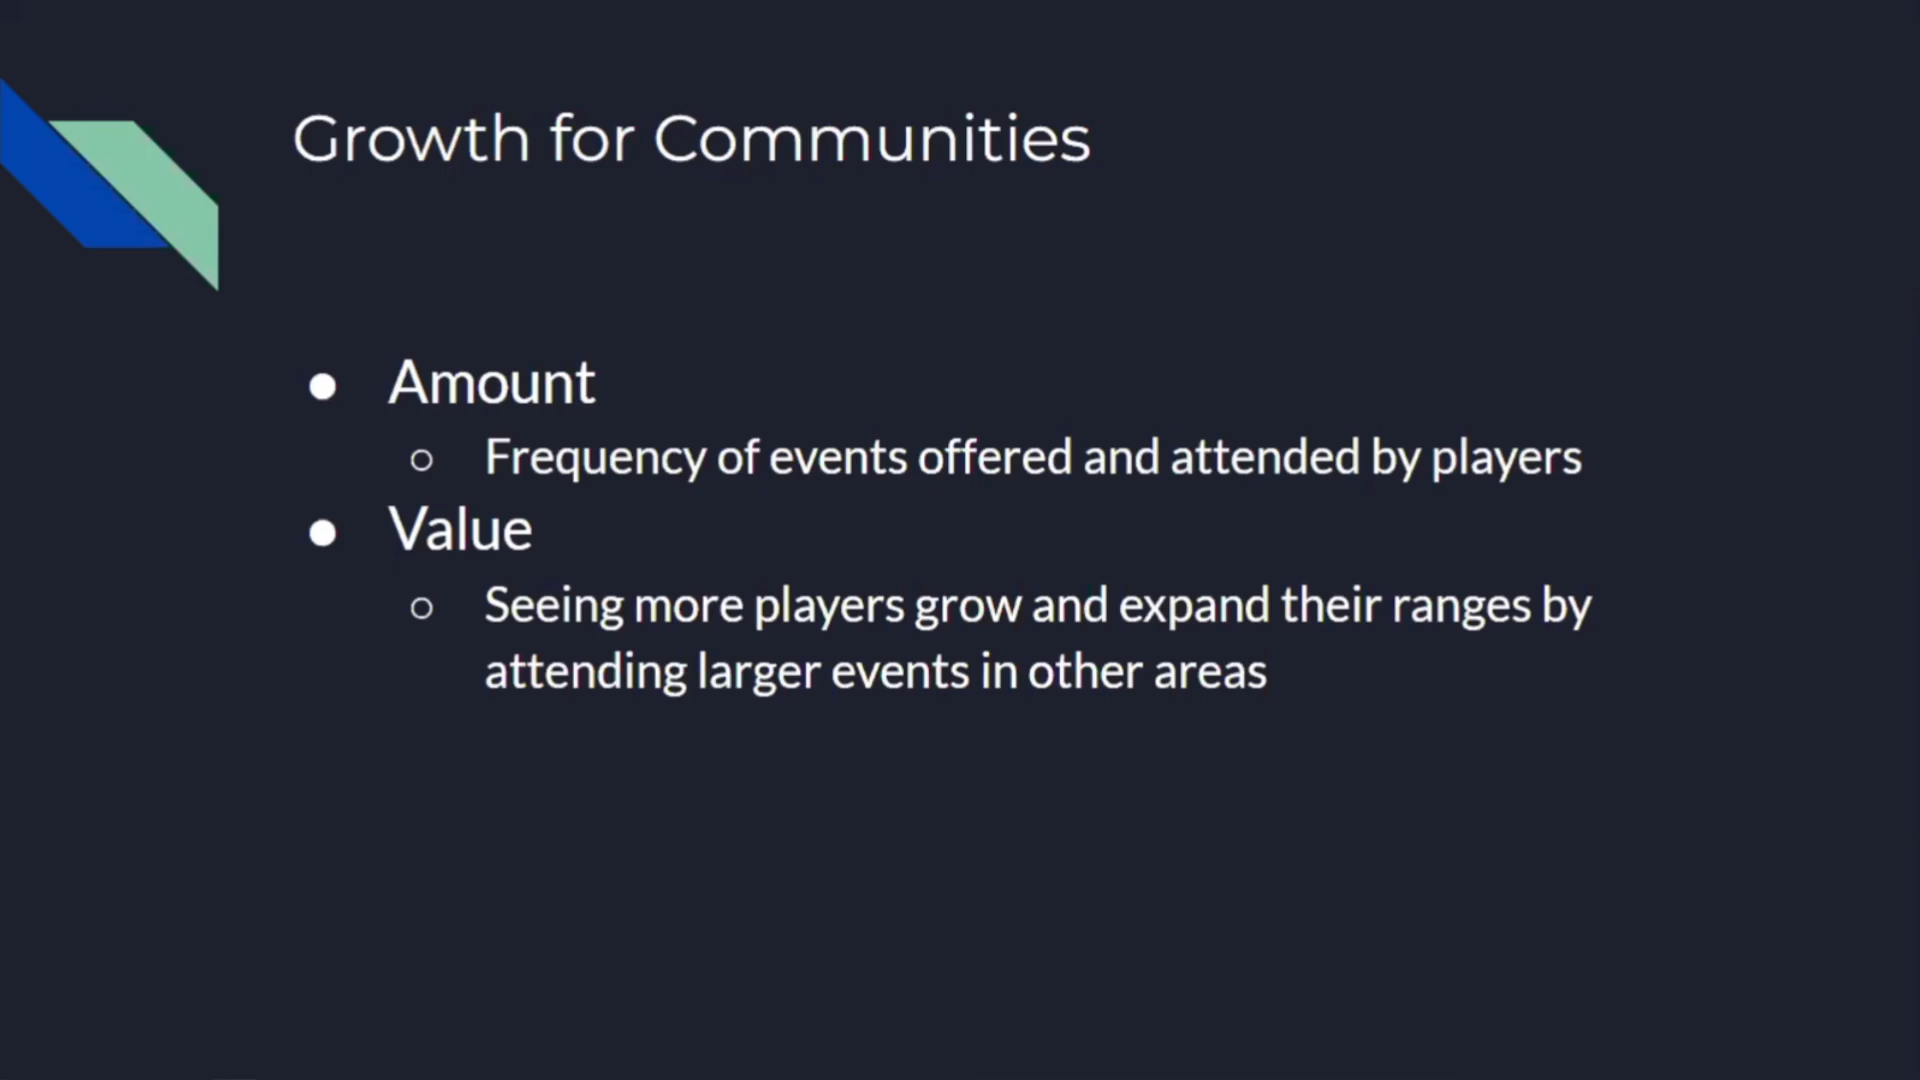 Growth for Communities
● Amount
○ Frequency of events offered and attended by players
● Value
○ Seeing more players grow and expand their ranges by
attending larger events in other areas